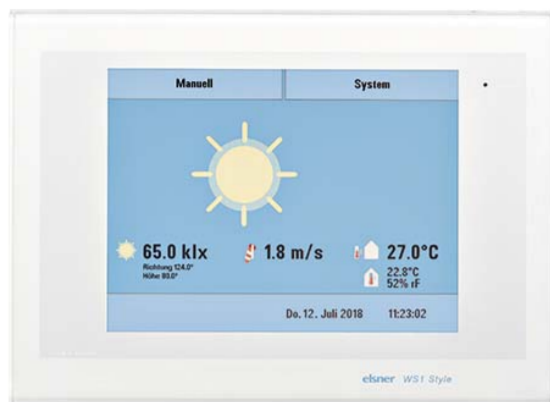 Manuell System
65.0 klx 1.8 m/s 27.0°C
Richtung 124.0°
Höhe 80.0°
22.8°C
52% rF
Do. 12. Juli 2018 11:23:02
elsner WS1 Style